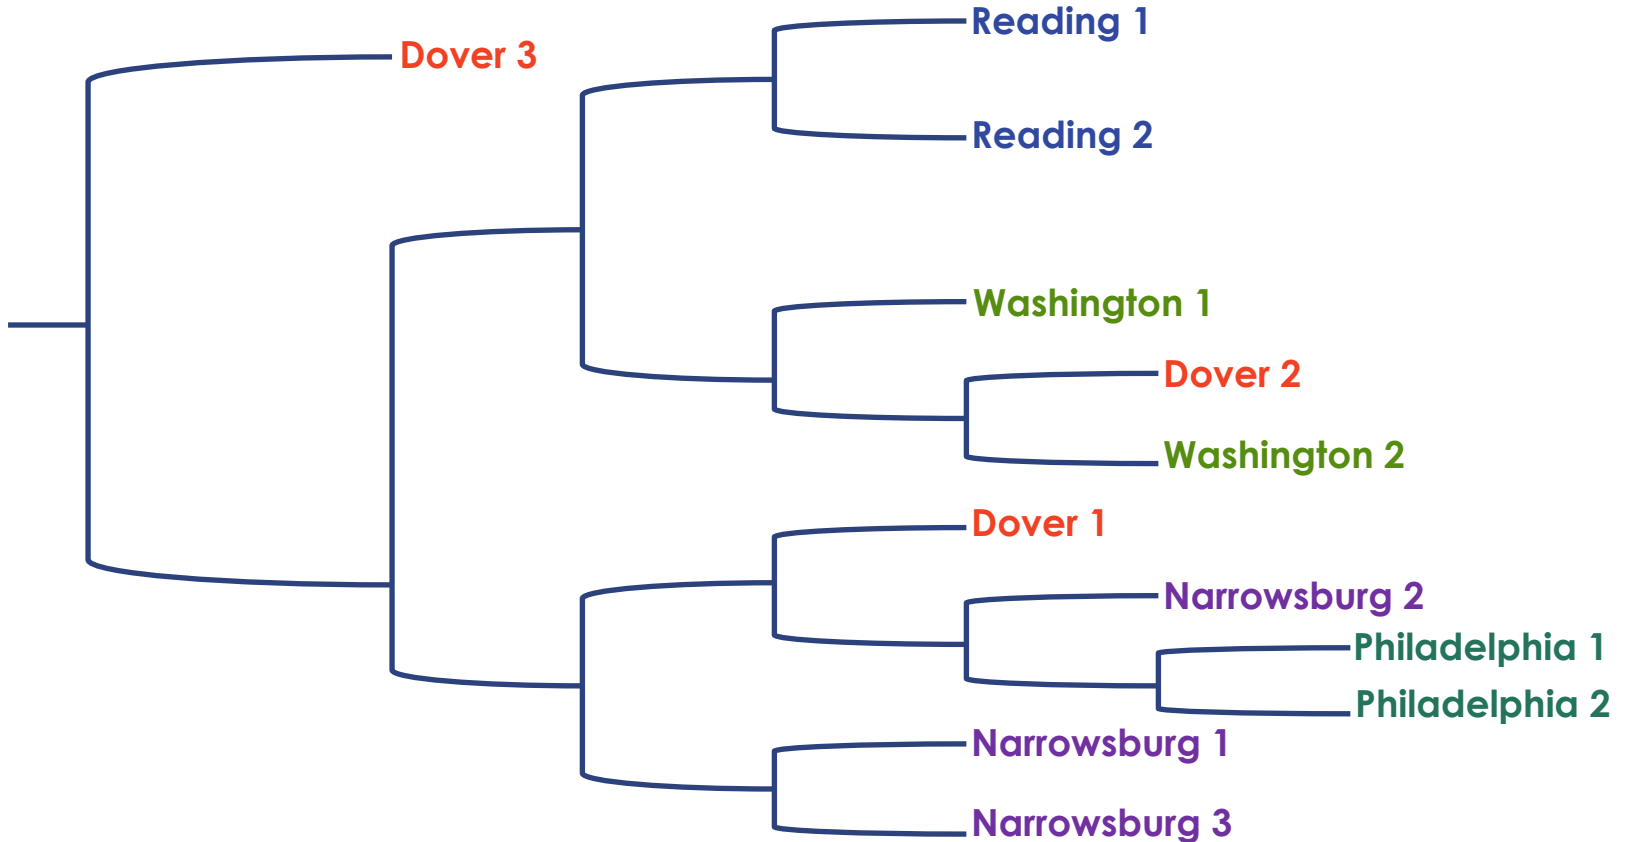 Reading 1
Dover 3
Reading 2
Washington 1
Dover 2
Washington 2
Dover 1
Narrowsburg 2
Philadelphia 1
Philadelphia 2
Narrowsburg 1
Narrowsburg 3